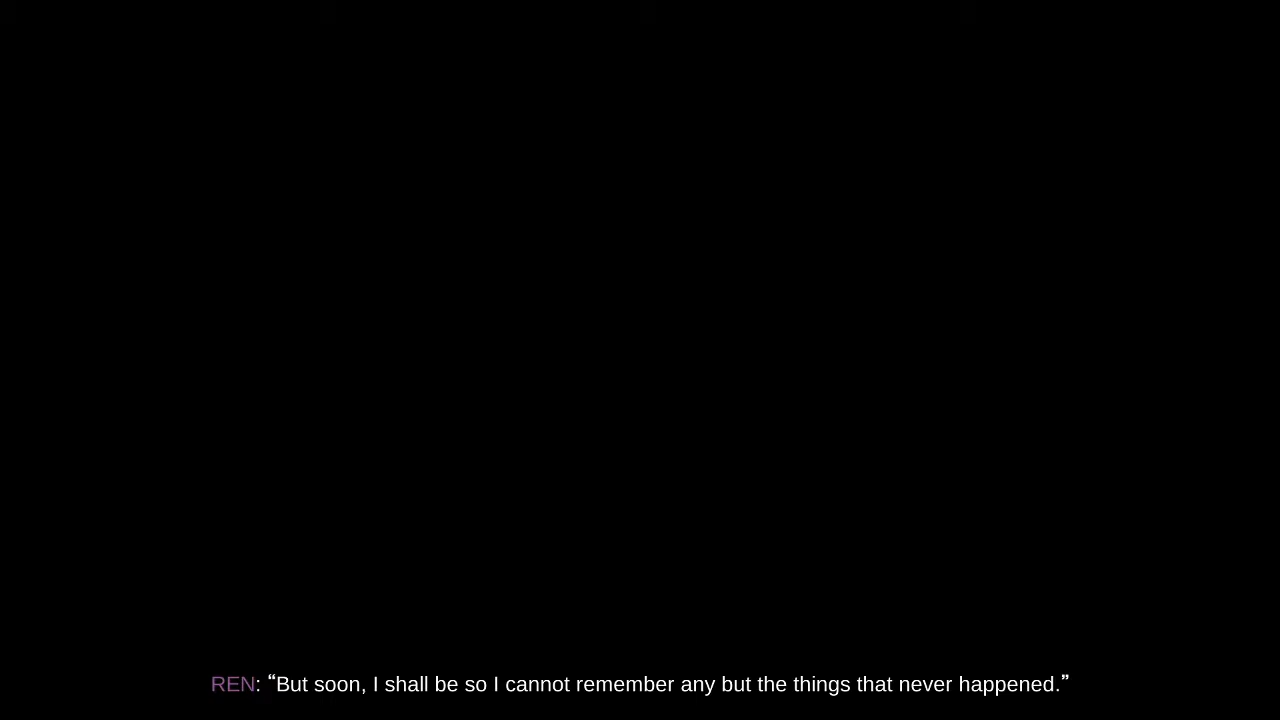 REN: “But soon, I shall be so I cannot remember any but the things that never happened.”